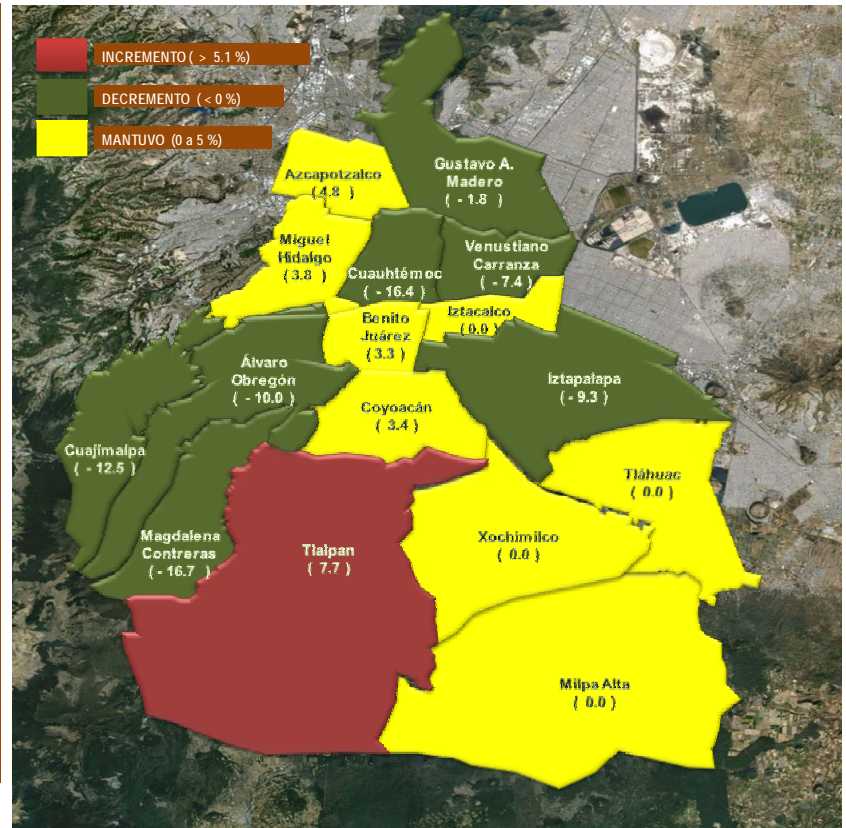 INCREMENTO ( > 5.1 %)
DECREMENTO ( < 0 %)
MANTUVO (0 a 5 %)
Gustavo A.
Madero
( - 1.8 )
Azcapotzalco
( 4.8 )
Miguel
Hidalgo
( 3.8 )
Cuauhtémoc
( - 16.4 )
Venustiano
Carranza
( - 7.4 )
Iztacalco
( 0.0 )
Benito
Juárez
( 3.3 )
Álvaro
Obregón
( - 10.0 )
Iztapalapa
( - 9.3 )
Coyoacán
( 3.4 )
Cuajimalpa
( - 12.5 )
Tláhuac
( 0.0 )
Magdalena
Contreras
( - 16.7 )
Tlalpan
( 7.7 )
Xochimilco
( 0.0 )
Milpa Alta
( 0.0 )